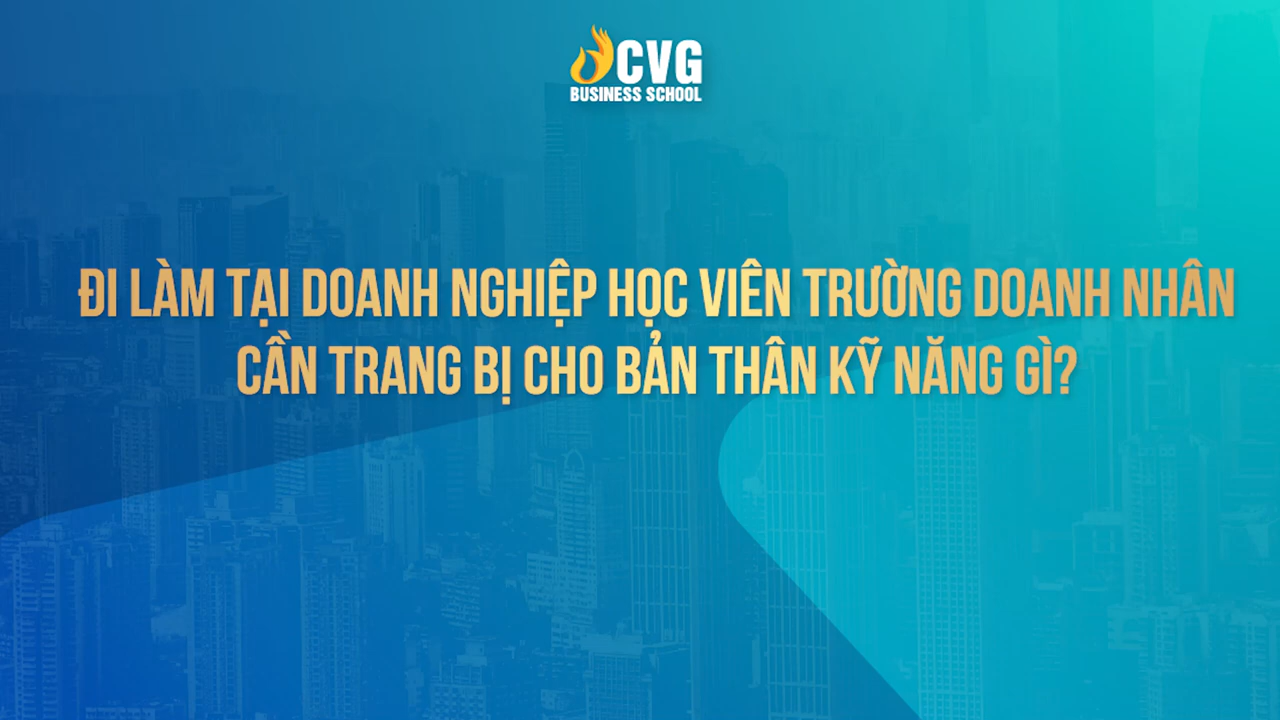 CVG
BUSINESS SCHOOL
ĐI LÀM TẠI DOANH NGHIỆP HỌC VIÊN TRƯỜNG DOANH NHÂN
CẦN TRANG BỊ CHO BẢN THÂN KỸ NĂNG GÌ?